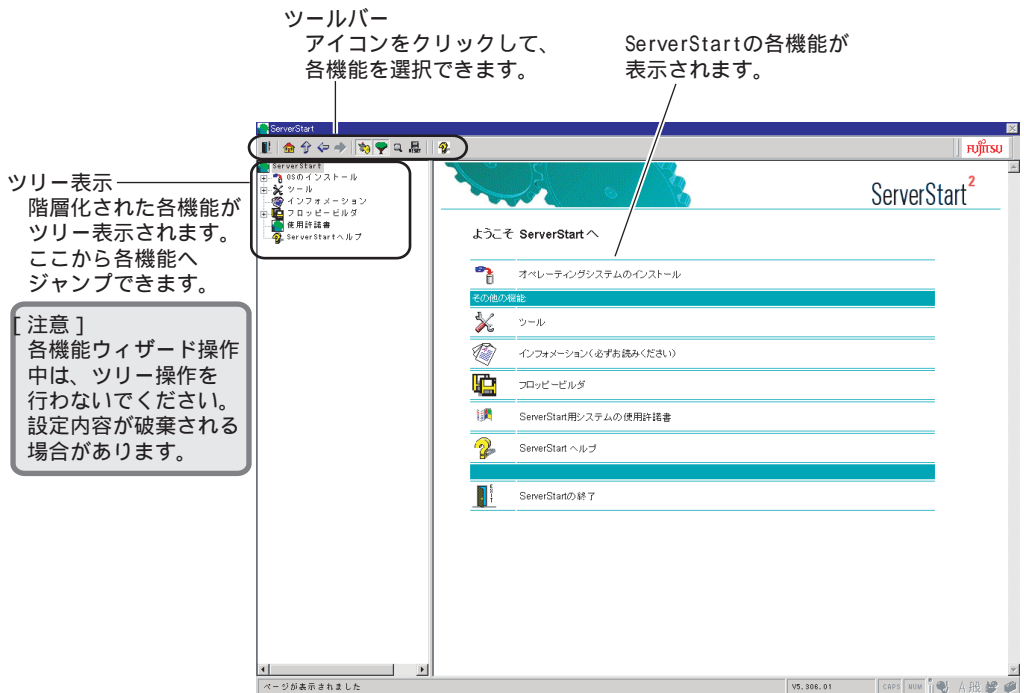 ツールバー
アイコンをクリックして、
各機能を選択できます。
ServerStartの各機能が
表示されます。
ServerStart
FUJITSU
ツリー表示
階層化された各機能が
ツリー表示されます。
ここから各機能へ
ジャンプできます。
[注意]
各機能ウィザード操作
中は、ツリー操作を
行わないでください。
設定内容が破棄される
場合があります。
ServerStart
OSのインストール
ツール
インフォメーション
フロッピービルダ
使用許諾書
ServerStartヘルプ
ServerStart2
ようこそ ServerStart へ
オペレーティングシステムのインストール
その他の機能
ツール
インフォメーション(必ずお読みください)
フロッピービルダ
ServerStart用システムの使用許諾書
ServerStart ヘルプ
EXIT
ServerStartの終了
ページが表示されました
V5.306.01
CAPS
NUM
A 般